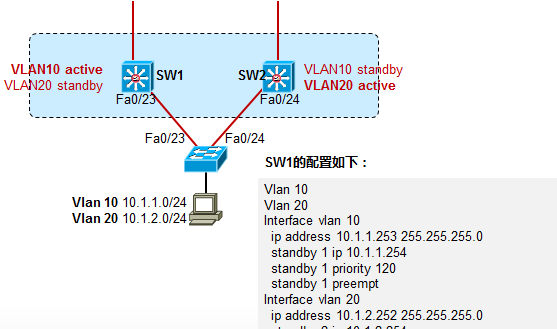 VLAN10 active
VLAN20 standby
SW1
SW2
VLAN10 standby
VLAN20 active
Fa0/23
Fa0/24
Fa0/23
Fa0/24
Vlan 10 10.1.1.0/24
Vlan 20 10.1.2.0/24
SW1的配置如下：
Vlan 10
Vlan 20
Interface vlan 10
ip address 10.1.1.253 255.255.255.0
standby 1 ip 10.1.1.254
standby 1 priority 120
standby 1 preempt
Interface vlan 20
ip address 10.1.2.252 255.255.255.0